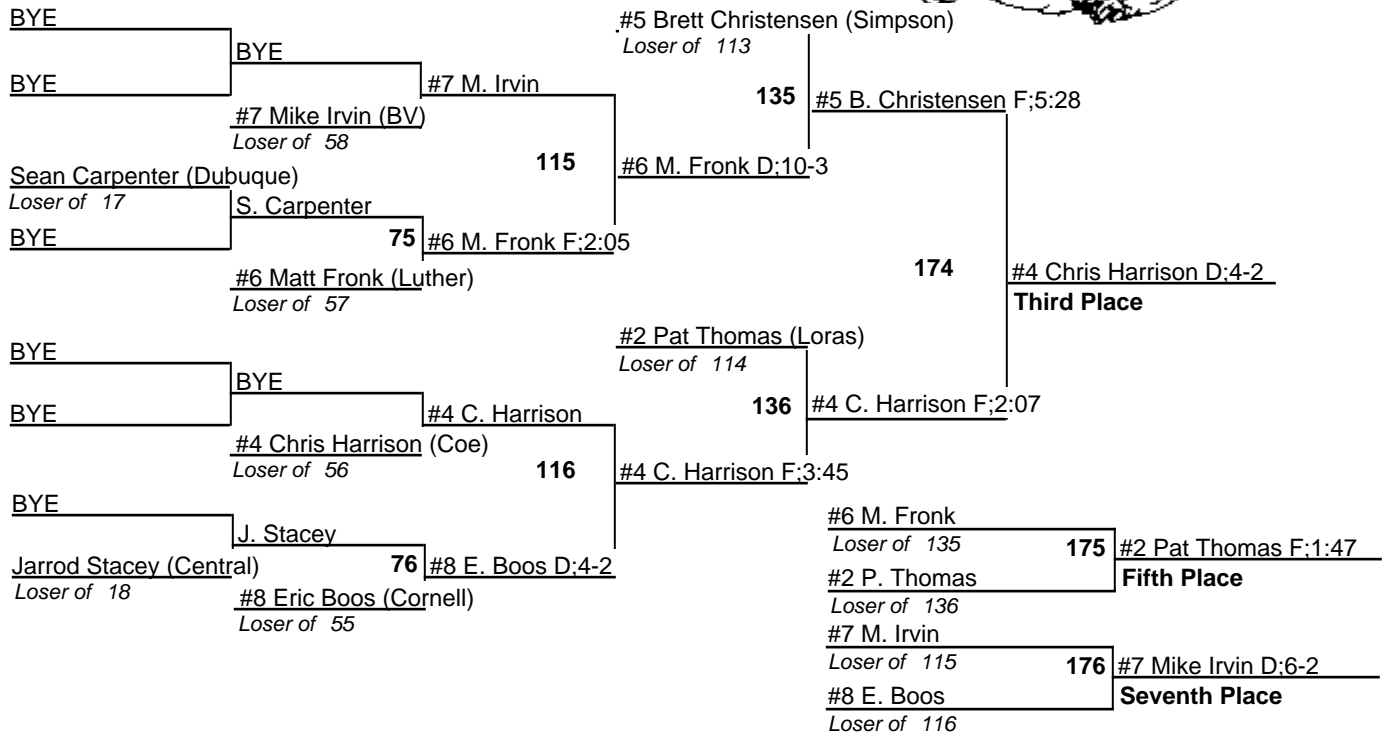 BYE
BYE
BYE
#7 Mike Irvin (BV)
Loser of 58
#7 M. Irvin
Sean Carpenter (Dubuque)
Loser of 17
BYE
S. Carpenter
75
#6 Matt Fronk (Luther)
Loser of 57
#6 M. Fronk F;2:05
115
#6 M. Fronk D;10-3
#5 Brett Christensen (Simpson)
Loser of 113
135
#5 B. Christensen F;5:28
BYE
BYE
BYE
#4 Chris Harrison (Coe)
Loser of 56
#4 C. Harrison
BYE
Jarrod Stacey (Central)
Loser of 18
J. Stacey
76
#8 Eric Boos (Cornell)
Loser of 55
#8 E. Boos D;4-2
116
#4 C. Harrison F;3:45
#2 Pat Thomas (Loras)
Loser of 114
136
#4 C. Harrison F;2:07
174
#4 Chris Harrison D;4-2
Third Place
#6 M. Fronk
Loser of 135
#2 P. Thomas
Loser of 136
175
#2 Pat Thomas F;1:47
Fifth Place
#7 M. Irvin
Loser of 115
#8 E. Boos
Loser of 116
176
#7 Mike Irvin D;6-2
Seventh Place